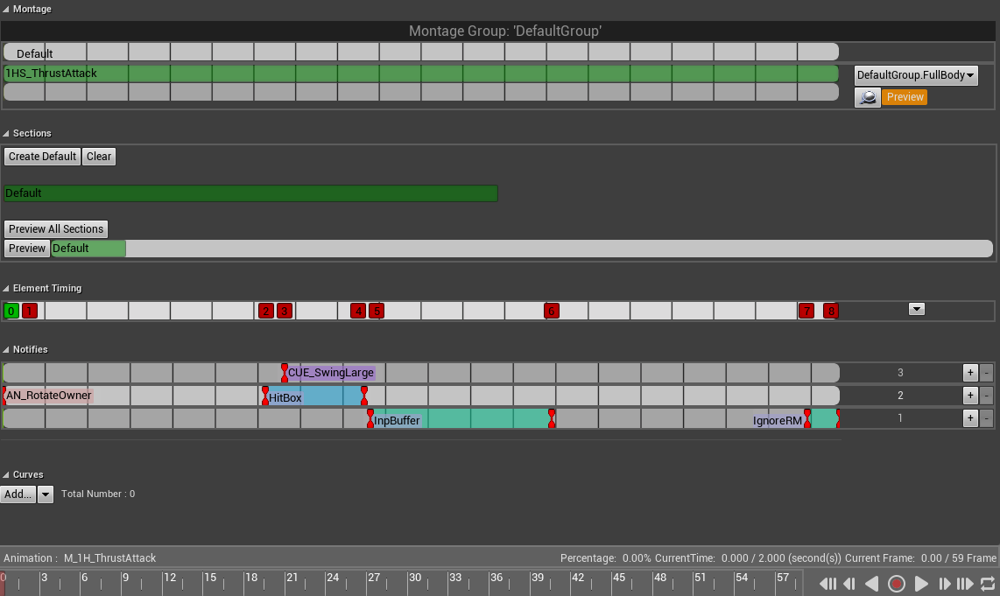 Montage
Montage Group: 'DefaultGroup'
Default
1HS_ThrustAttack
DefaultGroup.FullBody
Preview
Sections
Create Default Clear
Default
Preview All Sections
Preview Default
Element Timing
0 1 2 3 4 5 6 7 8
Notifies
CUE_SwingLarge 3 + -
AN_RotateOwner HitBox 2 + -
InpBuffer IgnoreRM 1 + -
Curves
Add... Total Number : 0
Animation : M_1H_ThrustAttack Percentage: 0.00% CurrentTime: 0.000 / 2.000 (second(s)) Current Frame: 0.00 / 59 Frame
0 3 6 9 12 15 18 21 24 27 30 33 36 39 42 45 48 51 54 57